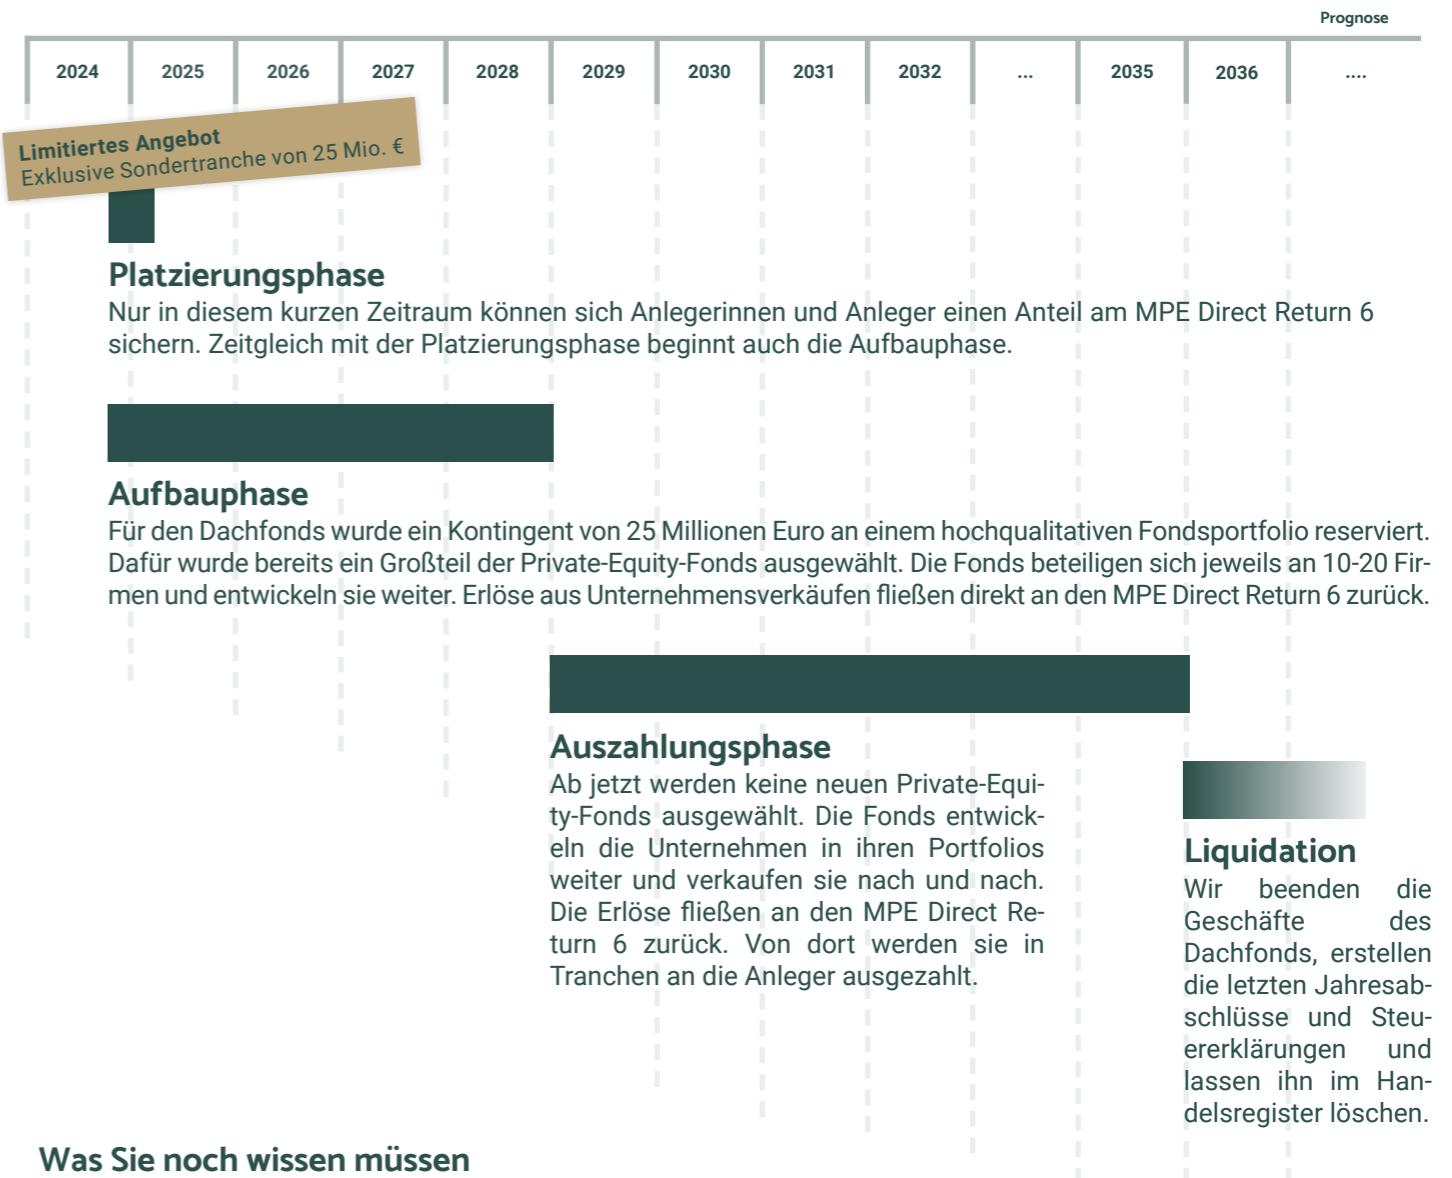 Prognose
2024 2025 2026 2027 2028 2029 2030 2031 2032 ... 2035 2036 ....
Limitiertes Angebot
Exklusive Sondertranche von 25 Mio. €
Platzierungsphase
Nur in diesem kurzen Zeitraum können sich Anlegerinnen und Anleger einen Anteil am MPE Direct Return 6
sichern. Zeitgleich mit der Platzierungsphase beginnt auch die Aufbauphase.
Aufbauphase
Für den Dachfonds wurde ein Kontingent von 25 Millionen Euro an einem hochqualitativen Fondsportfolio reserviert.
Dafür wurde bereits ein Großteil der Private-Equity-Fonds ausgewählt. Die Fonds beteiligen sich jeweils an 10-20 Fir-
men und entwickeln sie weiter. Erlöse aus Unternehmensverkäufen fließen direkt an den MPE Direct Return 6 zurück.
Auszahlungsphase
Ab jetzt werden keine neuen Private-Equi-
ty-Fonds ausgewählt. Die Fonds entwick-
eln die Unternehmen in ihren Portfolios
weiter und verkaufen sie nach und nach.
Die Erlöse fließen an den MPE Direct Re-
turn 6 zurück. Von dort werden sie in
Tranchen an die Anleger ausgezahlt.
Liquidation
Wir beenden die
Geschäfte des
Dachfonds, erstellen
die letzten Jahresab-
schlüsse und Steu-
ererklärungen und
lassen ihn im Han-
delsregister löschen.
Was Sie noch wissen müssen